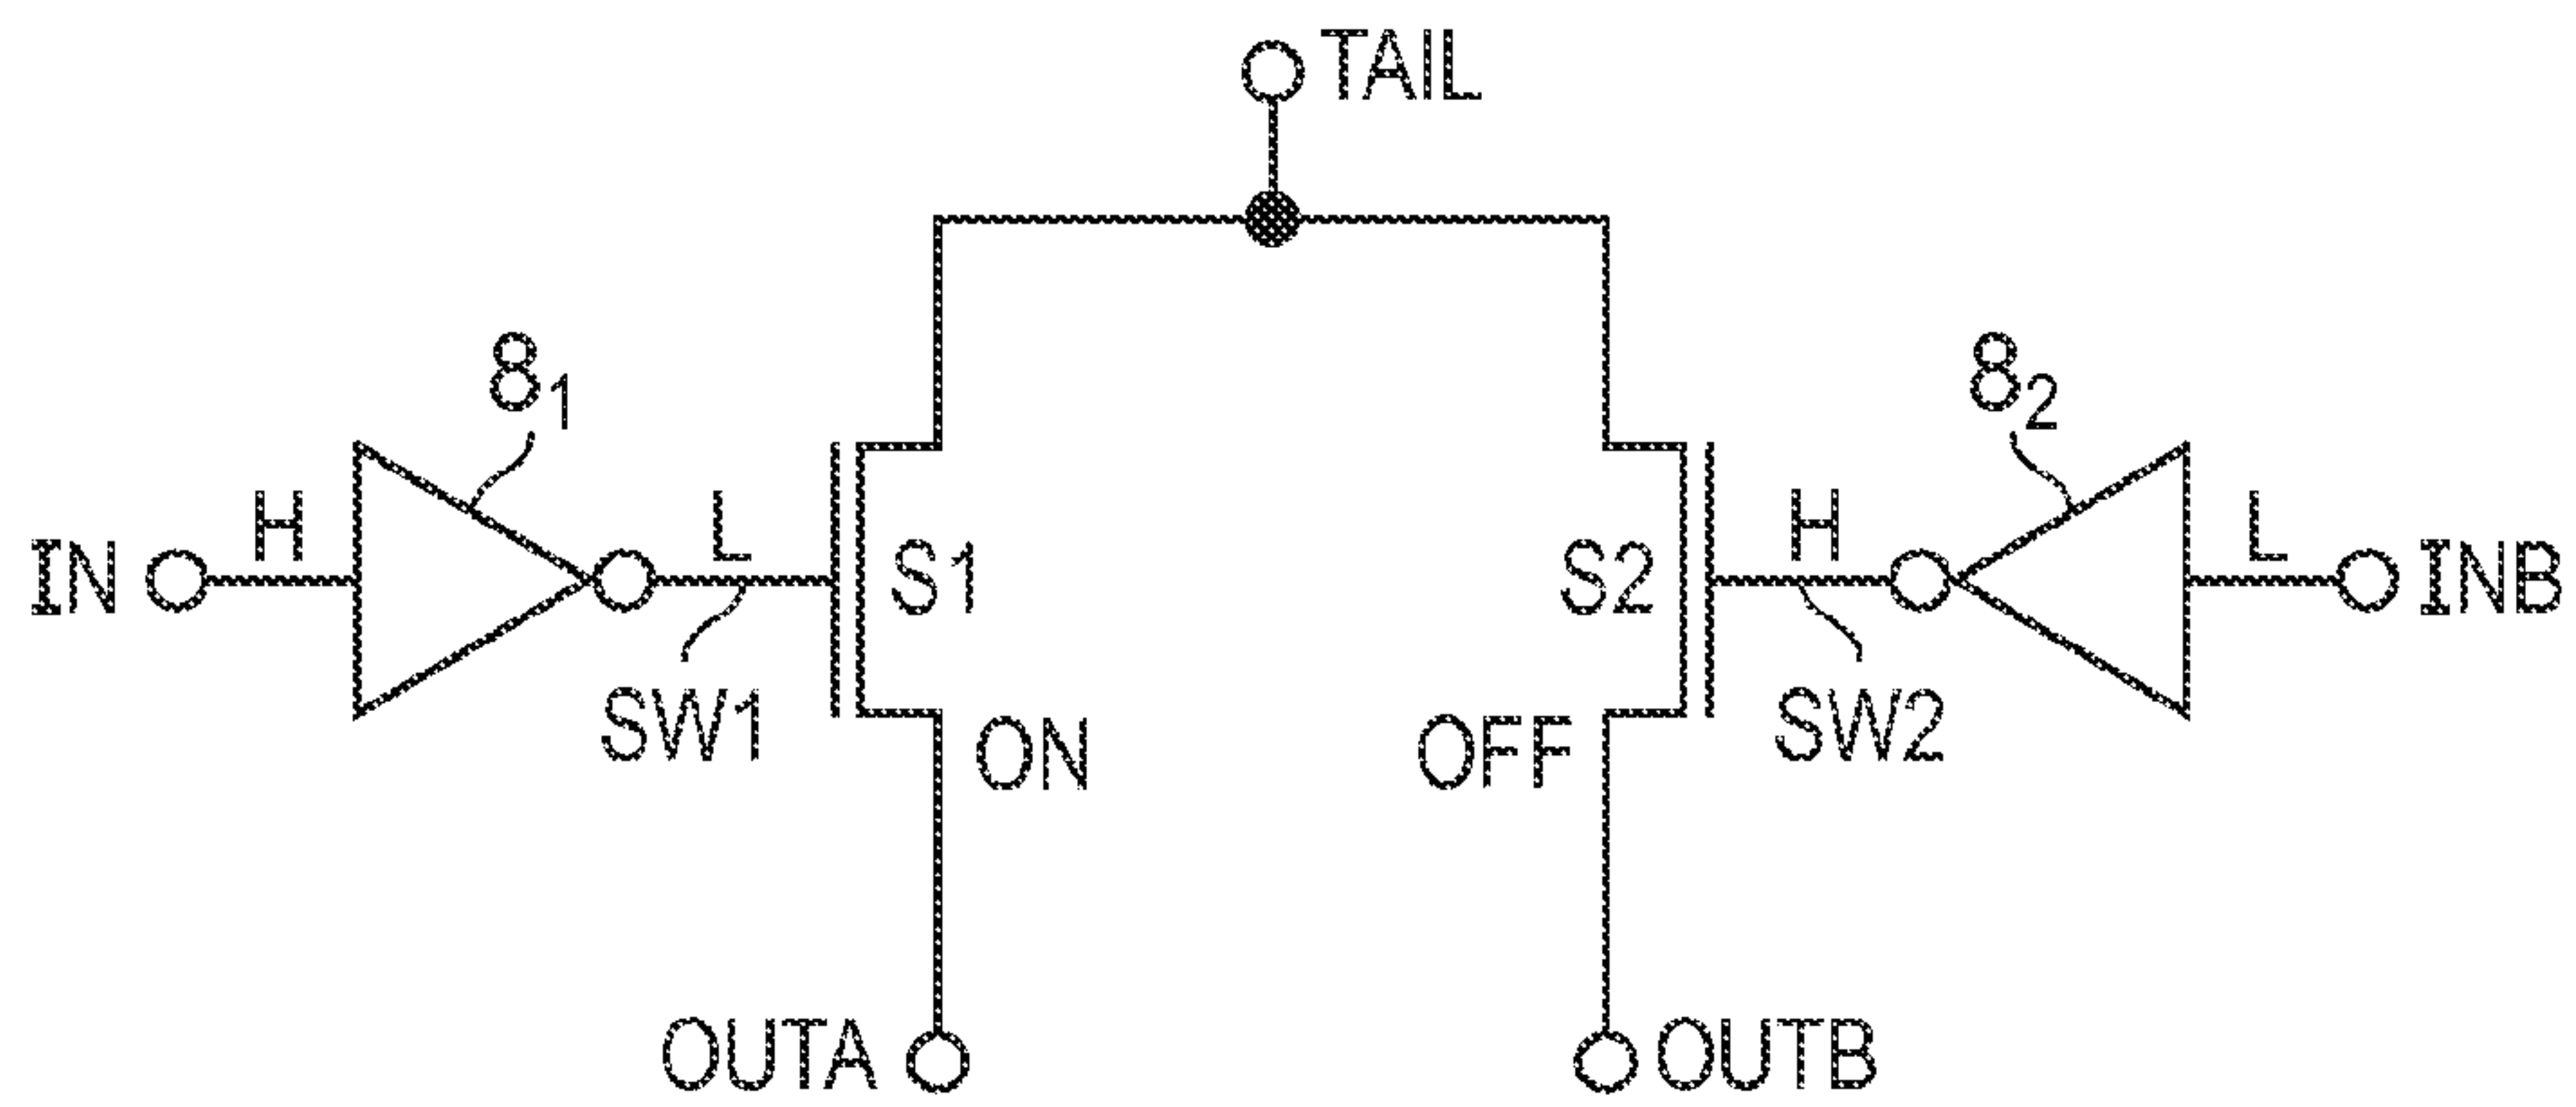 TAIL
8₁
8₂
IN
H
L
S1
S2
H
L
INB
SW1
ON
OFF
SW2
OUTA
OUTB